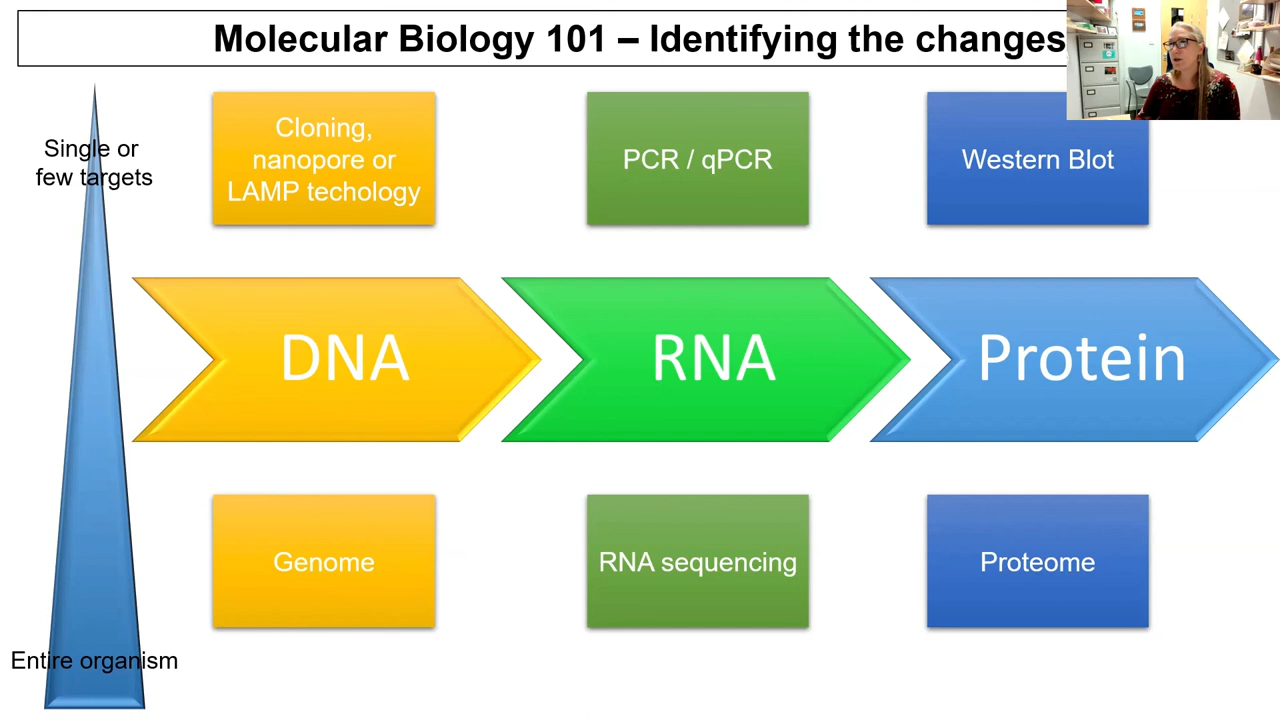 Molecular Biology 101 – Identifying the changes
Single or
few targets
Cloning,
nanopore or
LAMP techology
PCR / qPCR
Western Blot
DNA
RNA
Protein
Genome
RNA sequencing
Proteome
Entire organism